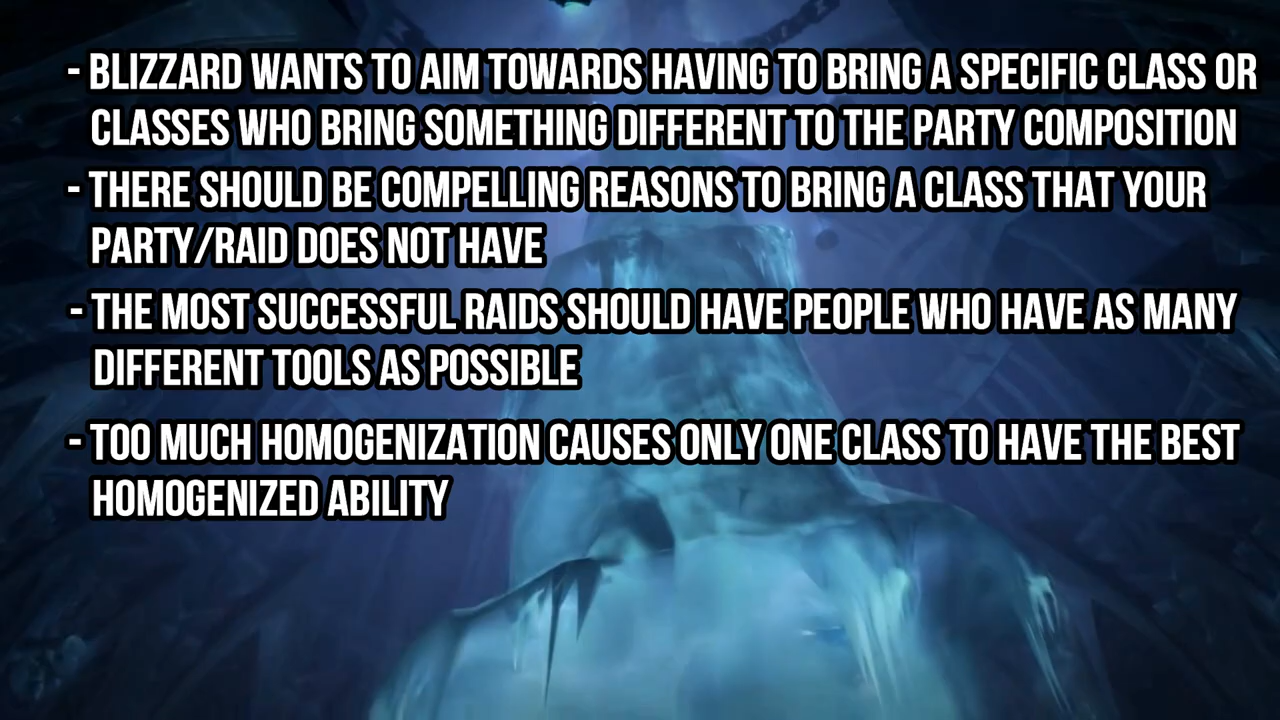 - BLIZZARD WANTS TO AIM TOWARDS HAVING TO BRING A SPECIFIC CLASS OR
CLASSES WHO BRING SOMETHING DIFFERENT TO THE PARTY COMPOSITION
- THERE SHOULD BE COMPELLING REASONS TO BRING A CLASS THAT YOUR
PARTY/RAID DOES NOT HAVE
- THE MOST SUCCESSFUL RAIDS SHOULD HAVE PEOPLE WHO HAVE AS MANY
DIFFERENT TOOLS AS POSSIBLE
- TOO MUCH HOMOGENIZATION CAUSES ONLY ONE CLASS TO HAVE THE BEST
HOMOGENIZED ABILITY